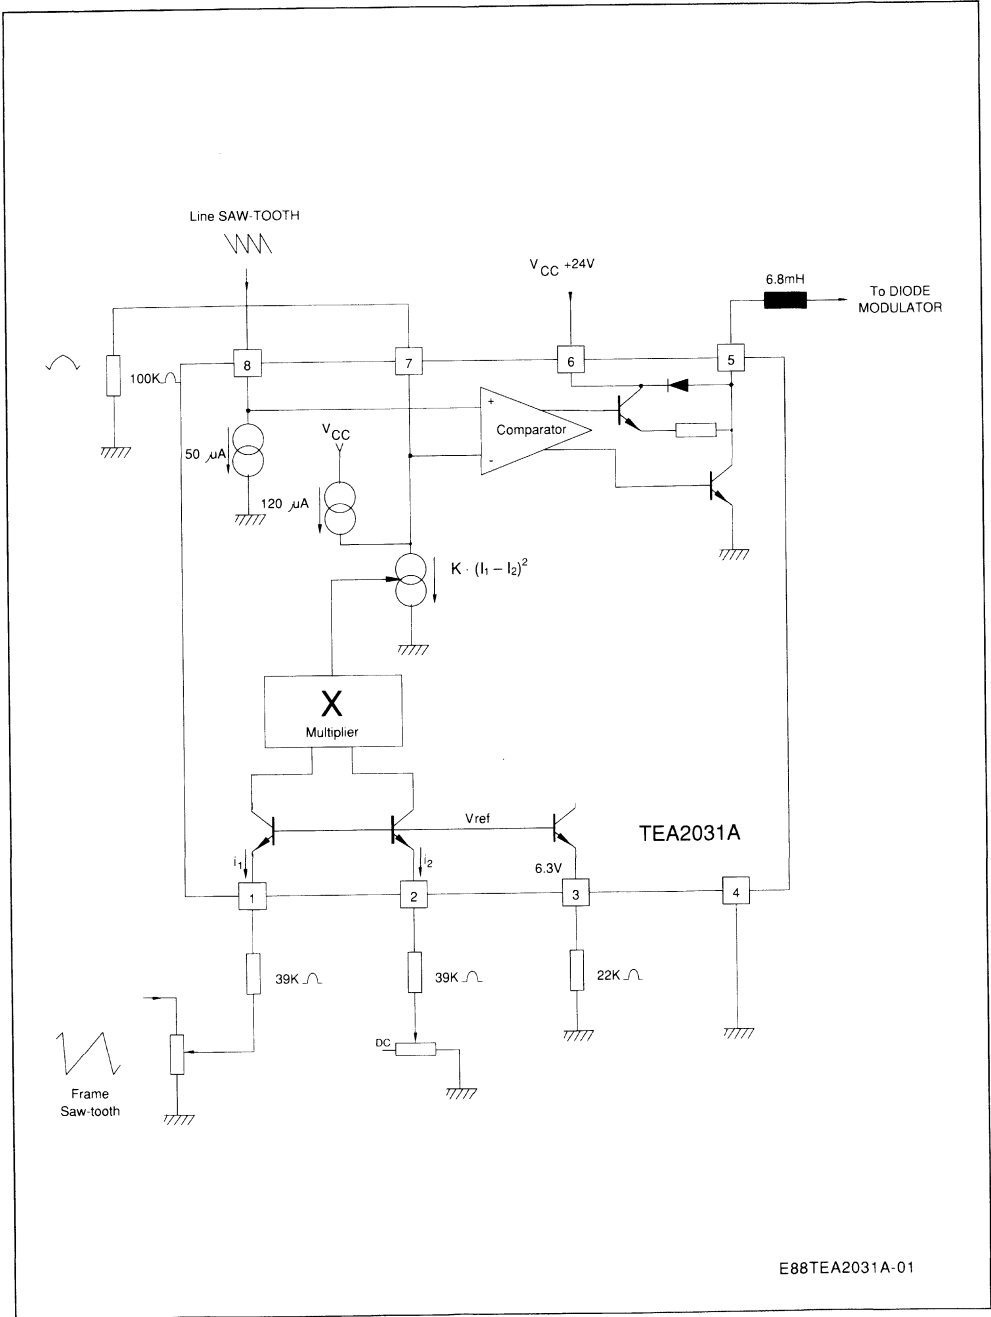 Line SAW-TOOTH
VCC +24V
6.8mH
To DIODE
MODULATOR
8
7
6
5
100K
+
Comparator
-
VCC
50 µA
120 µA
K · (I1 – I2)²
X
Multiplier
Vref
TEA2031A
i1
i2
6.3V
1
2
3
4
39K
39K
22K
DC
Frame
Saw-tooth
E88TEA2031A-01